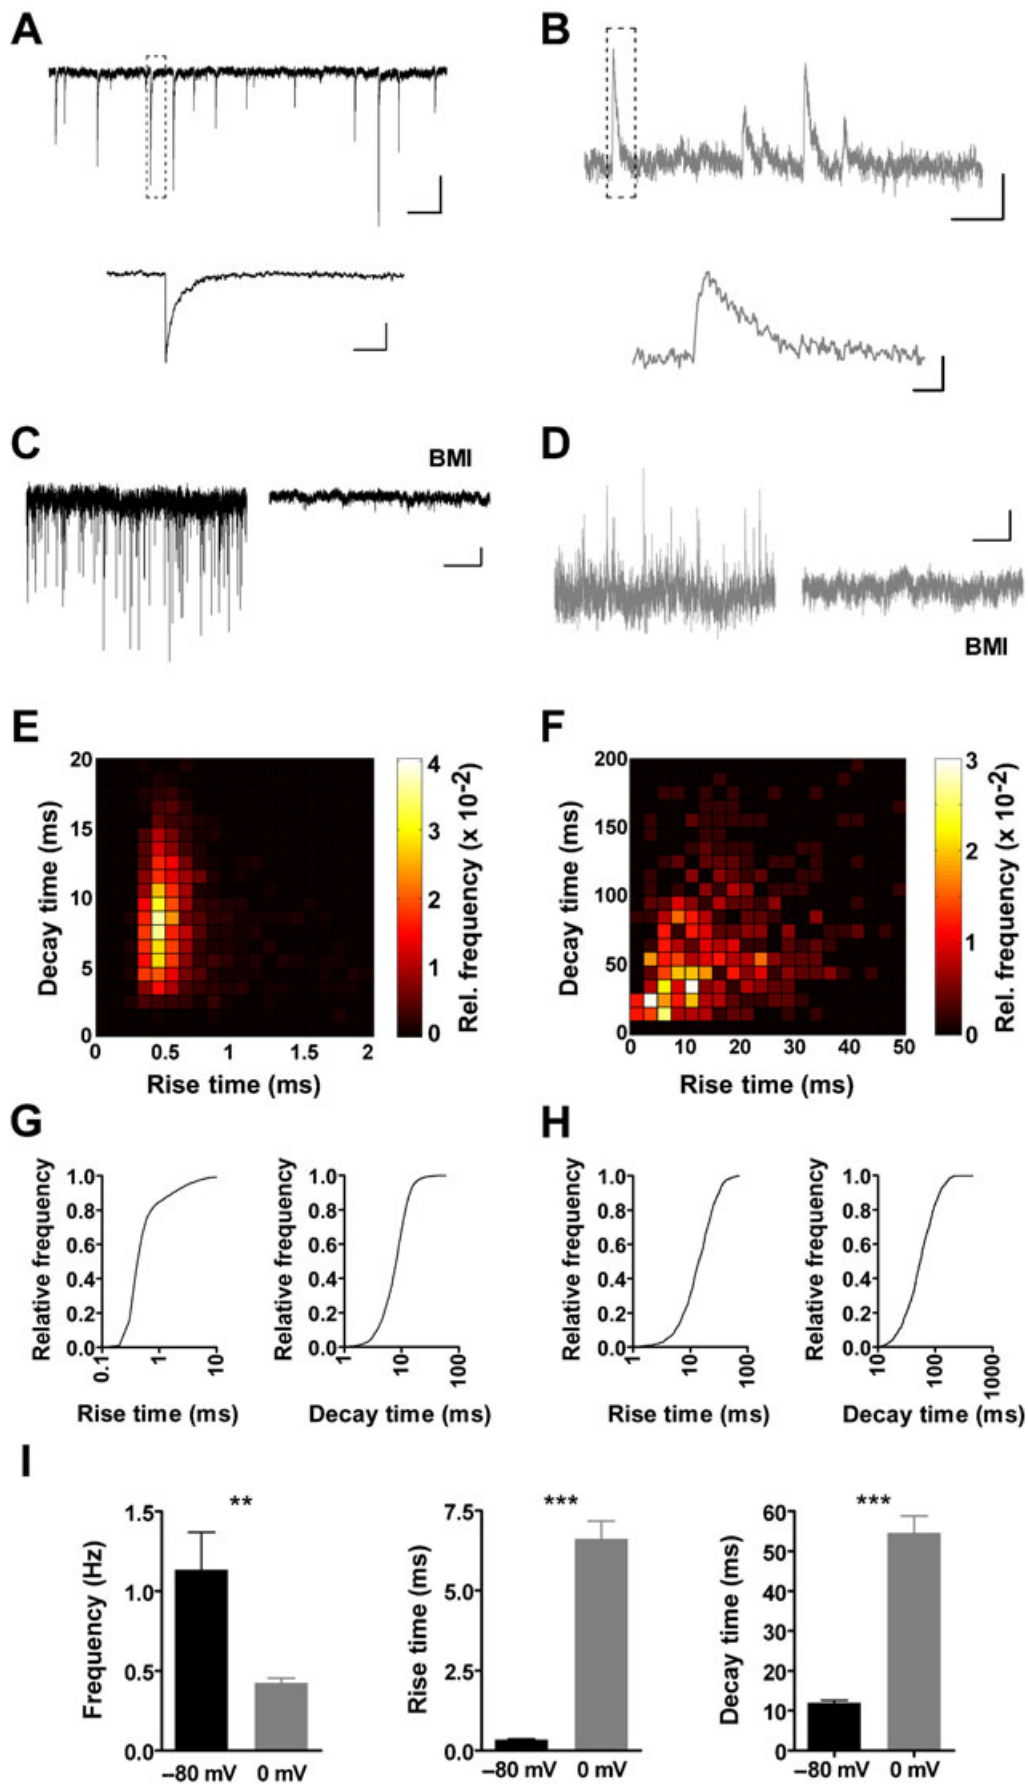 A
B
C
BMI
D
BMI
E
20
15
10
5
0
Decay time (ms)
0 0.5 1 1.5 2
Rise time (ms)
4
3
2
1
0
Rel. frequency (x 10-2)
F
200
150
100
50
0
Decay time (ms)
0 10 20 30 40 50
Rise time (ms)
3
2
1
0
Rel. frequency (x 10-2)
G
Relative frequency
1.0
0.8
0.6
0.4
0.2
0.0
0.1 1 10
Rise time (ms)
Relative frequency
1.0
0.8
0.6
0.4
0.2
0.0
1 10 100
Decay time (ms)
H
Relative frequency
1.0
0.8
0.6
0.4
0.2
0.0
1 10 100
Rise time (ms)
Relative frequency
1.0
0.8
0.6
0.4
0.2
0.0
10 100 1000
Decay time (ms)
I
Frequency (Hz)
1.5
1.0
0.5
0.0
**
–80 mV 0 mV
Rise time (ms)
7.5
5.0
2.5
0.0
***
–80 mV 0 mV
Decay time (ms)
60
50
40
30
20
10
0
***
–80 mV 0 mV